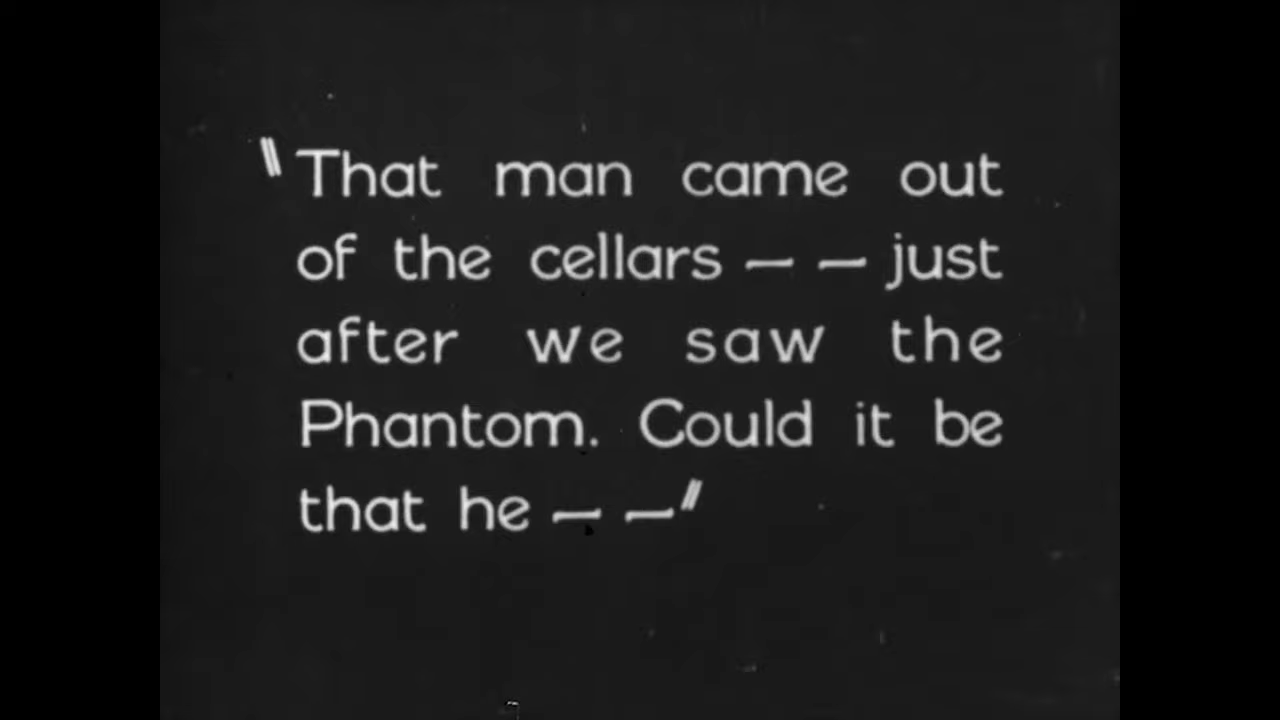 "That man came out
of the cellars — — just
after we saw the
Phantom. Could it be
that he — —"